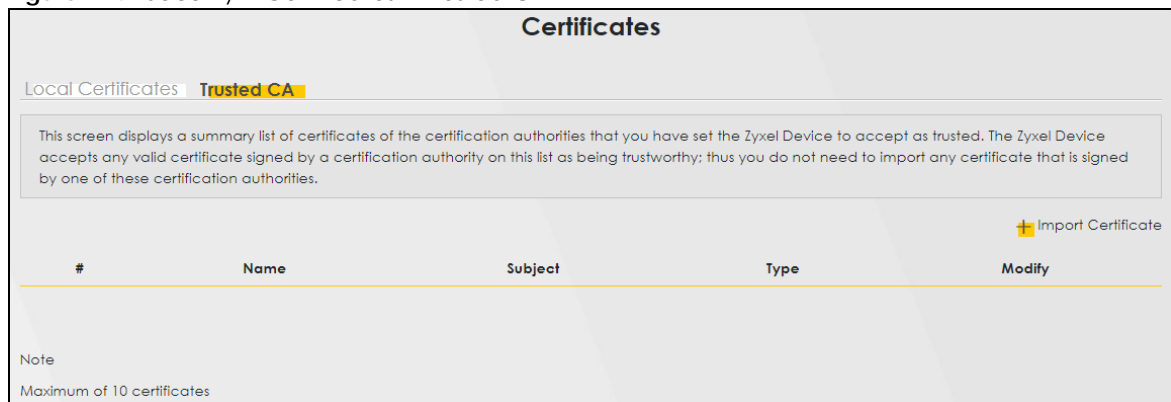 Certificates
Local Certificates Trusted CA
This screen displays a summary list of certificates of the certification authorities that you have set the Zyxel Device to accept as trusted. The Zyxel Device
accepts any valid certificate signed by a certification authority on this list as being trustworthy; thus you do not need to import any certificate that is signed
by one of these certification authorities.
+ Import Certificate
# Name Subject Type Modify
Note
Maximum of 10 certificates